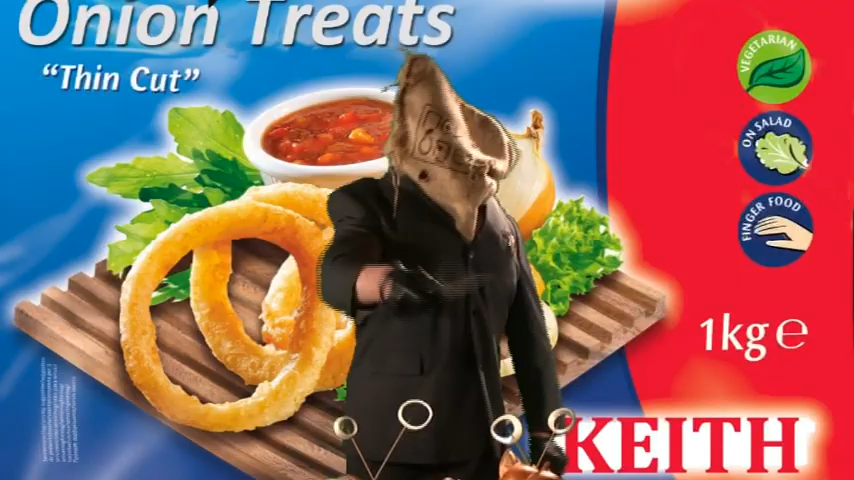 Onion Treats
“Thin Cut”
VEGETARIAN
ON SALAD
FINGER FOOD
1kg e
KEITH